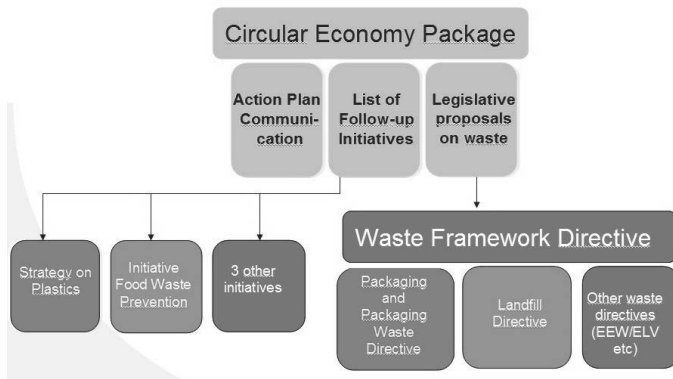 Circular Economy Package
Action Plan
Communi-
cation
List of
Follow-up
Initiatives
Legislative
proposals
on waste
Strategy on
Plastics
Initiative
Food Waste
Prevention
3 other
initiatives
Waste Framework Directive
Packaging
and
Packaging
Waste
Directive
Landfill
Directive
Other waste
directives
(EEW/ELV
etc)